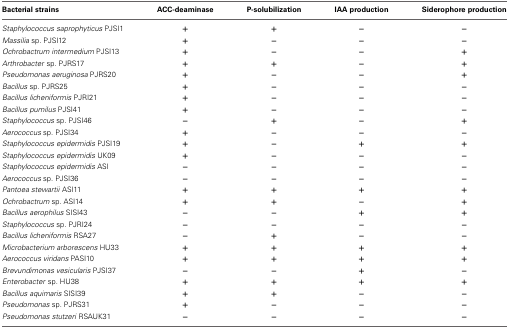 Bacterial strains ACC-deaminase P-solubilization IAA production Siderophore production
Staphylococcus saprophyticus PJSI1 + + − −
Massilia sp. PJSI12 + − − −
Ochrobactrum intermedium PJSI13 + − − +
Arthrobacter sp. PJRS17 + + − +
Pseudomonas aeruginosa PJRS20 + − − +
Bacillus sp. PJRS25 + − − −
Bacillus licheniformis PJRI21 + − − −
Bacillus pumilus PJSI41 + − − −
Staphylococcus sp. PJSI46 − + − +
Aerococcus sp. PJSI34 + − − −
Staphylococcus epidermidis PJSI19 + − + +
Staphylococcus epidermidis UK09 + − − −
Staphylococcus epidermidis ASI − − − −
Aerococcus sp. PJSI36 − − − −
Pantoea stewartii ASI11 + + + +
Ochrobactrum sp. ASI14 + + − +
Bacillus aerophilus SISI43 − − + +
Staphylococcus sp. PJRI24 − − − −
Bacillus licheniformis RSA27 − + − −
Microbacterium arborescens HU33 + + + +
Aerococcus viridans PASI10 + + + +
Brevundimonas vesicularis PJSI37 − − + −
Enterobacter sp. HU38 + + + +
Bacillus aquimaris SISI39 + + − −
Pseudomonas sp. PJRS31 + − − −
Pseudomonas stutzeri RSAUK31 − − − −